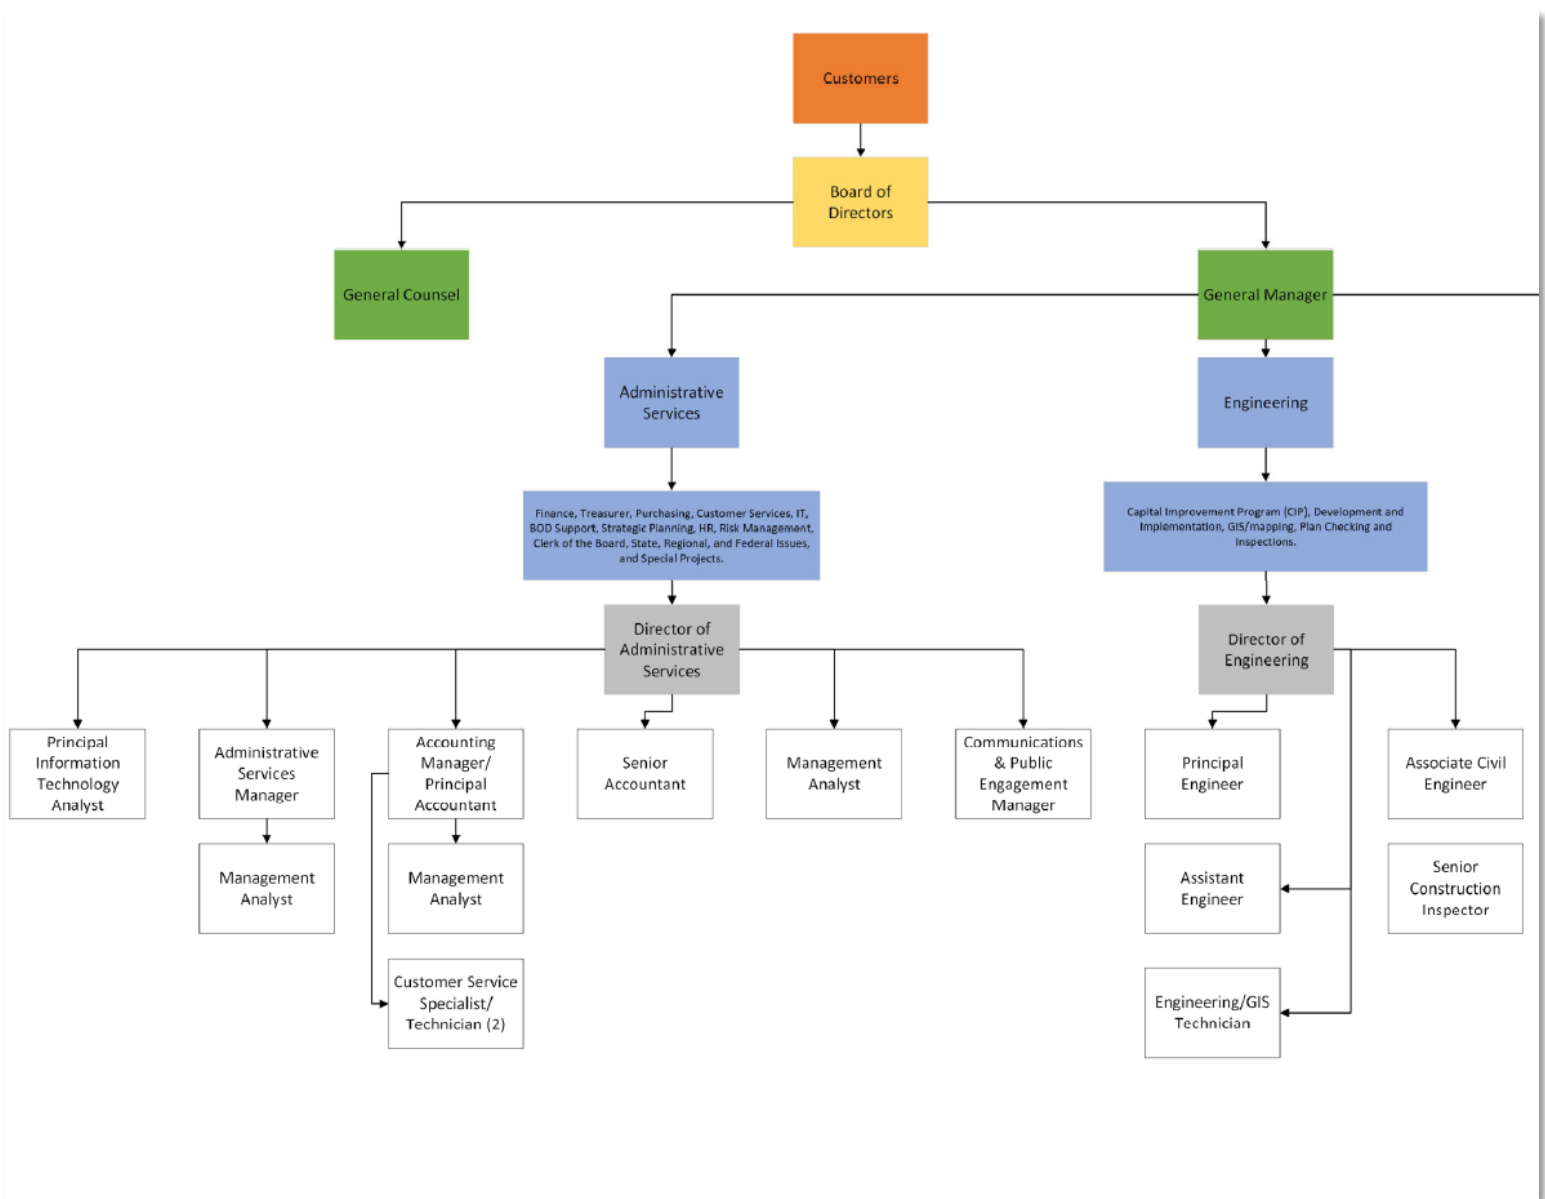 Customers
Board of
Directors
General Counsel
General Manager
Administrative
Services
Engineering
Finance, Treasurer, Purchasing, Customer Services, IT,
BOD Support, Strategic Planning, HR, Risk Management,
Clerk of the Board, State, Regional, and Federal Issues,
and Special Projects.
Capital Improvement Program (CIP), Development and
Implementation, GIS/mapping, Plan Checking and
Inspections.
Director of
Administrative
Services
Director of
Engineering
Principal
Information
Technology
Analyst
Administrative
Services
Manager
Accounting
Manager/
Principal
Accountant
Senior
Accountant
Management
Analyst
Communications
& Public
Engagement
Manager
Principal
Engineer
Associate Civil
Engineer
Management
Analyst
Management
Analyst
Assistant
Engineer
Senior
Construction
Inspector
Customer Service
Specialist/
Technician (2)
Engineering/GIS
Technician